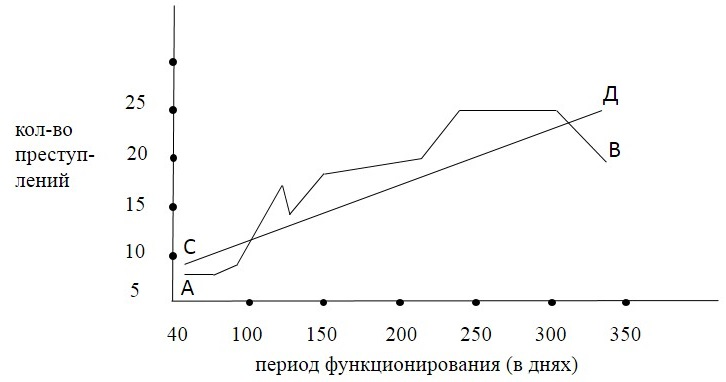 25
20
15
10
5
кол-во
преступ-
лений
Д
В
С
А
40 100 150 200 250 300 350
период функционирования (в днях)